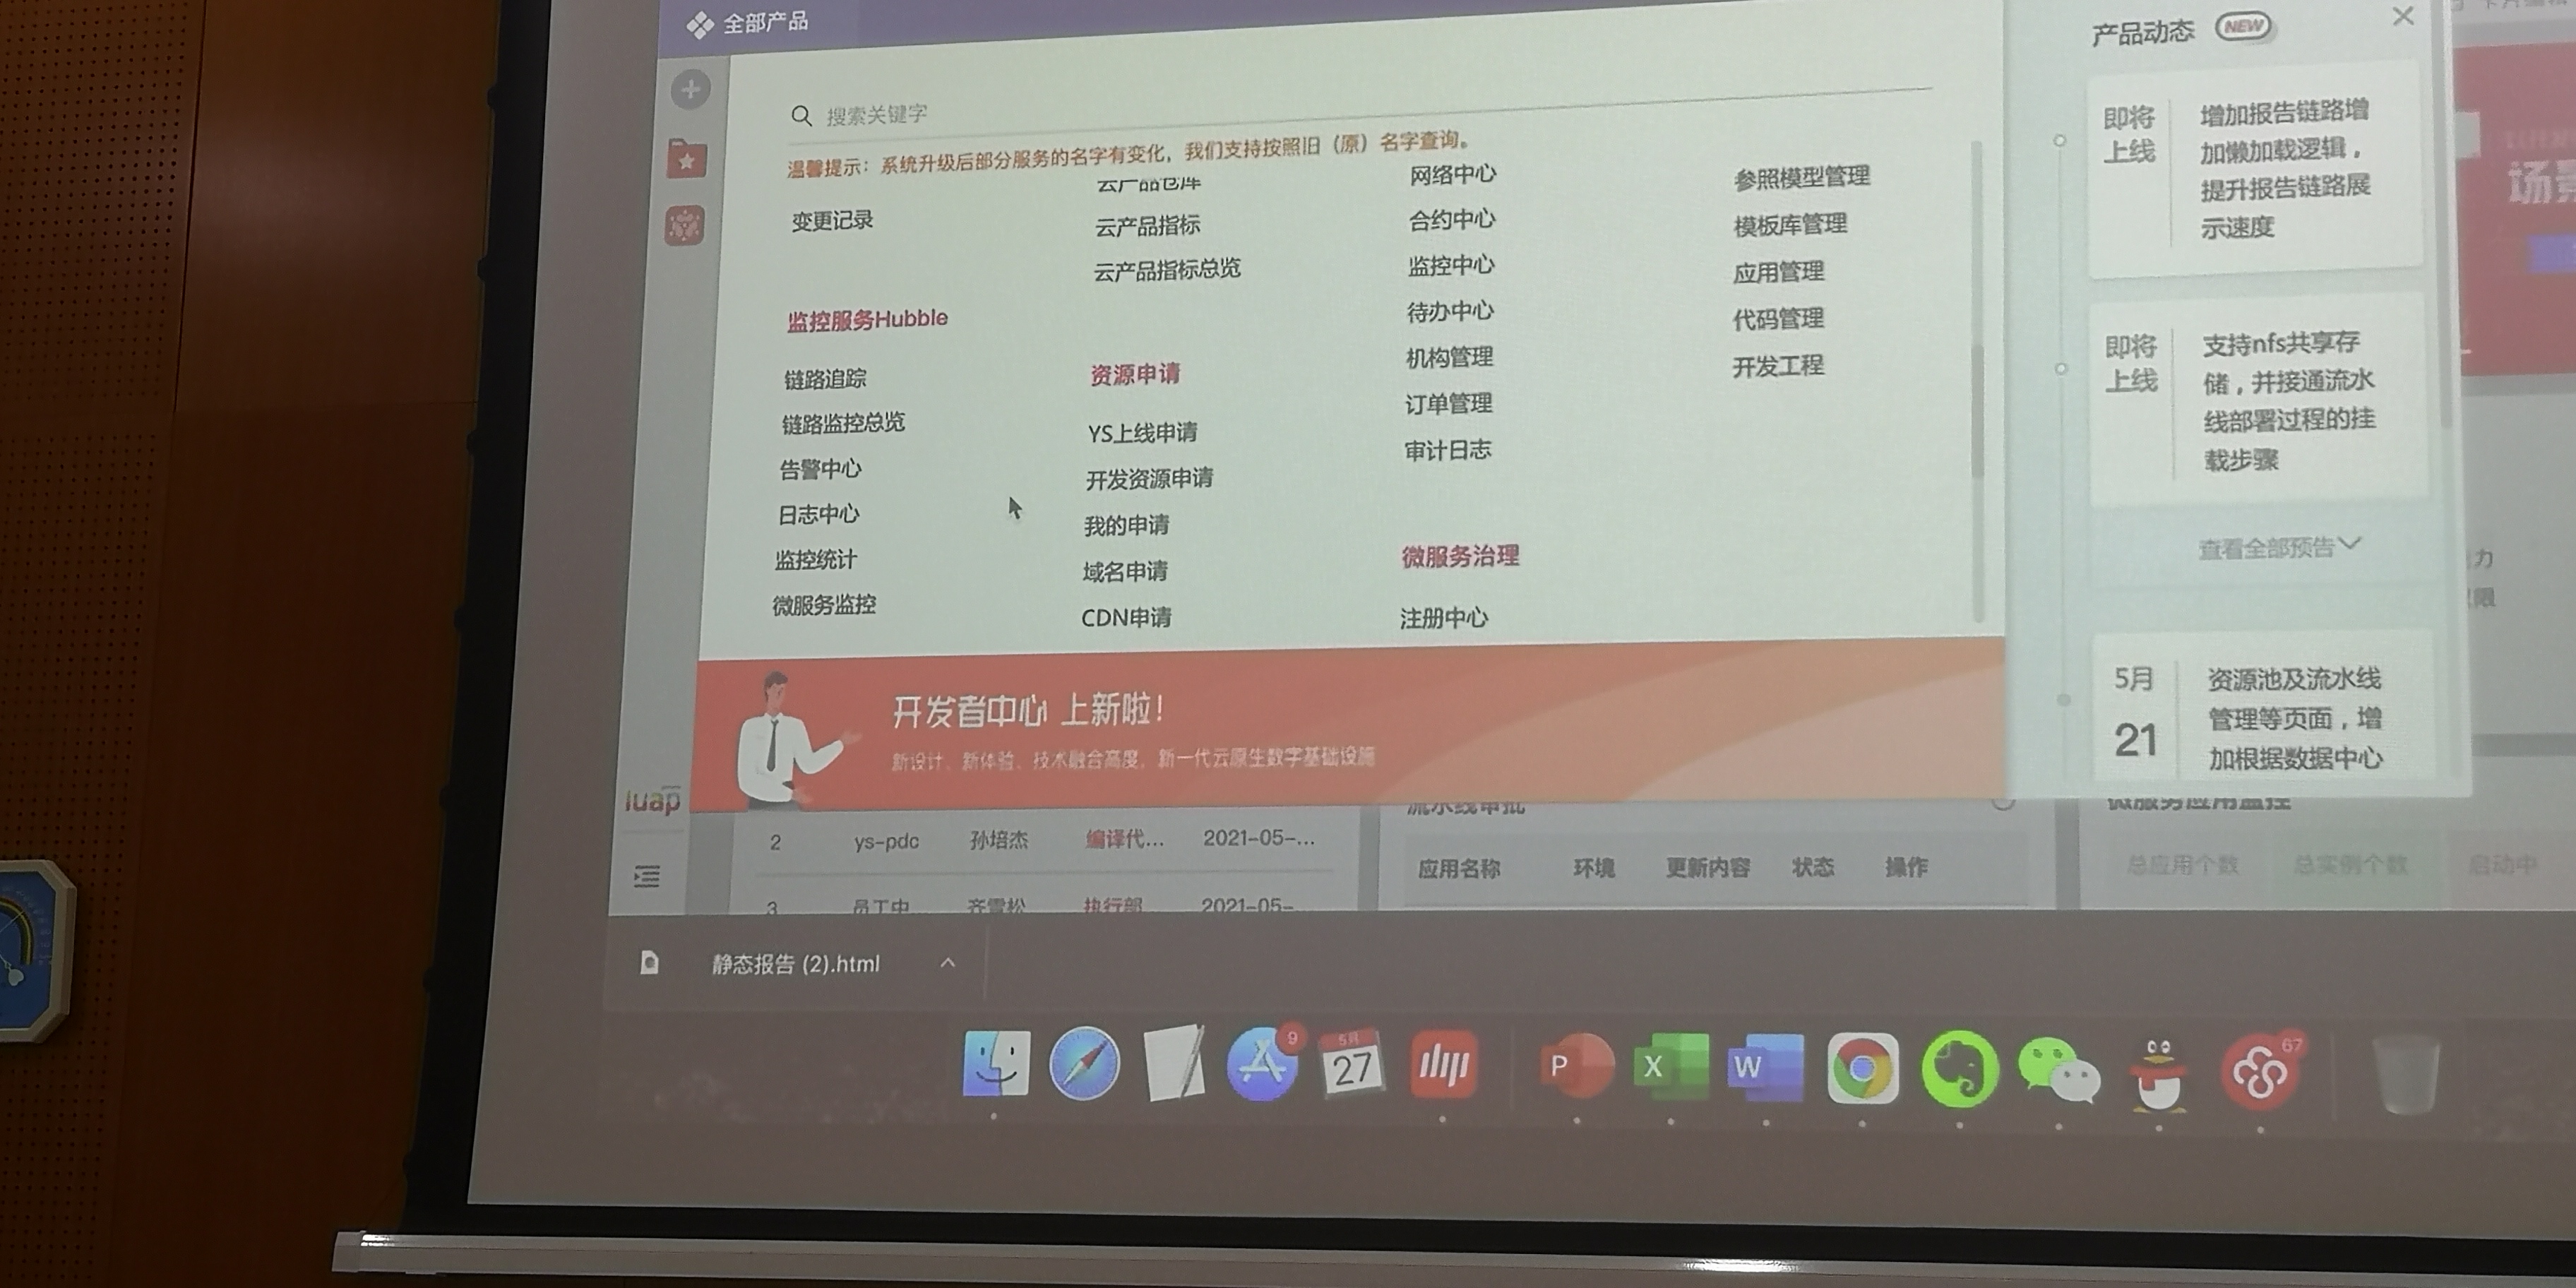 全部产品
搜索关键字
温馨提示：系统升级后部分服务的名字有变化，我们支持按照旧（原）名字查询。
变更记录
监控服务Hubble
链路追踪
链路监控总览
告警中心
日志中心
监控统计
微服务监控
云产品仓库
云产品指标
云产品指标总览
资源申请
YS上线申请
开发资源申请
我的申请
域名申请
CDN申请
网络中心
合约中心
监控中心
待办中心
机构管理
订单管理
审计日志
微服务治理
注册中心
参照模型管理
模板库管理
应用管理
代码管理
开发工程
开发者中心 上新啦！
新设计、新体验、技术融合高度，新一代云原生数字基础设施
产品动态 NEW
即将
上线
增加报告链路增
加懒加载逻辑，
提升报告链路展
示速度
即将
上线
支持nfs共享存
储，并接通流水
线部署过程的挂
载步骤
查看全部预告
5月
21
资源池及流水线
管理等页面，增
加根据数据中心
场景
力
限
iuap
2 ys-pdc 孙培杰 编译代... 2021-05-...
3 员工中 齐雪松 执行部 2021-05-
流水线审批
应用名称 环境 更新内容 状态 操作
微服务应用监控
总应用个数 总实例个数 启动中
静态报告 (2).html
9
5月
27
P
X
W
67